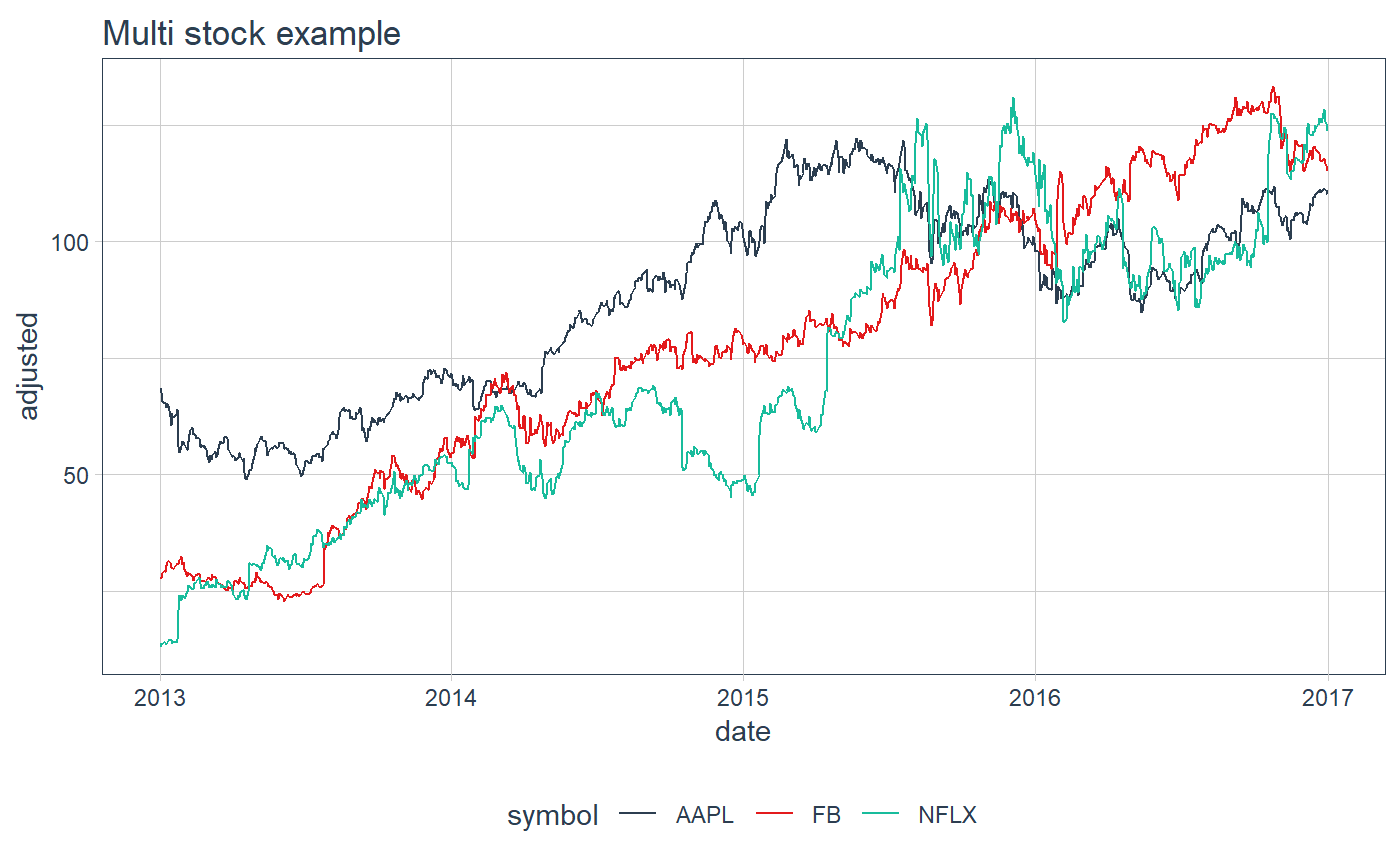 Multi stock example
100
50
adjusted
2013 2014 2015 2016 2017
date
symbol AAPL FB NFLX